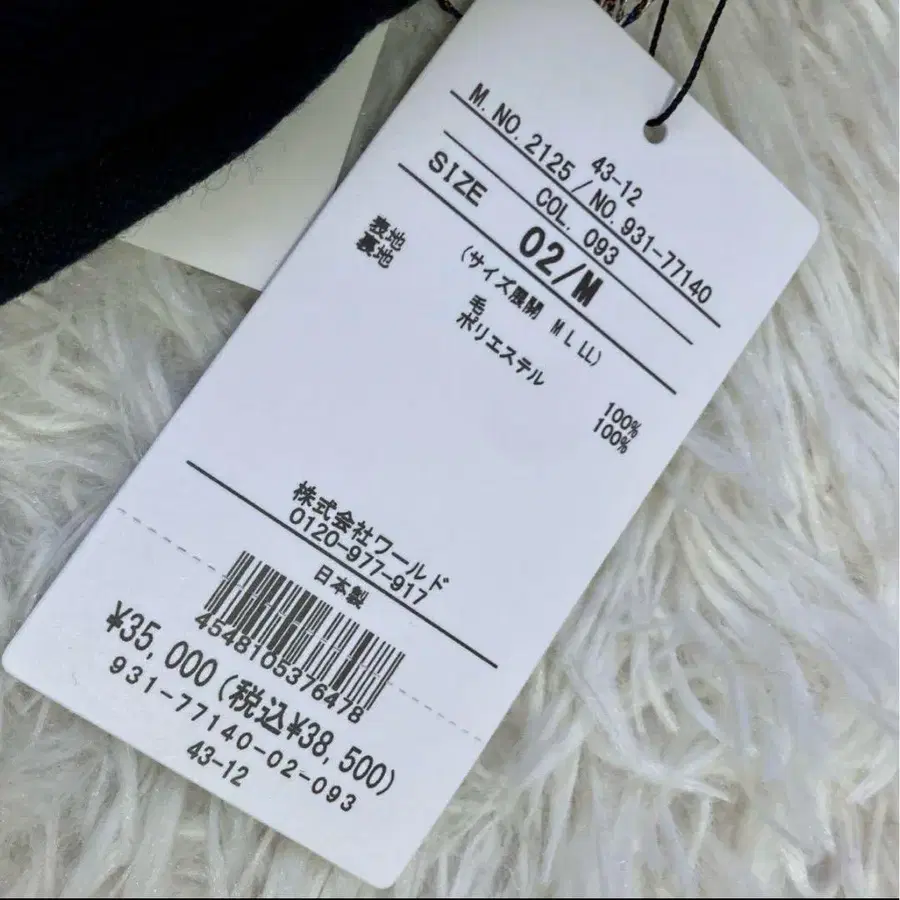 43-12
M.NO.2125/NO.931-77140
COL. 093
SIZE 02/M
(サイズ展開 M L LL)
表地 毛 100%
裏地 ポリエステル 100%
株式会社ワールド
0120-977-917
日本製
4548105376478
¥35,000(税込¥38,500)
931-77140-02-093
43-12